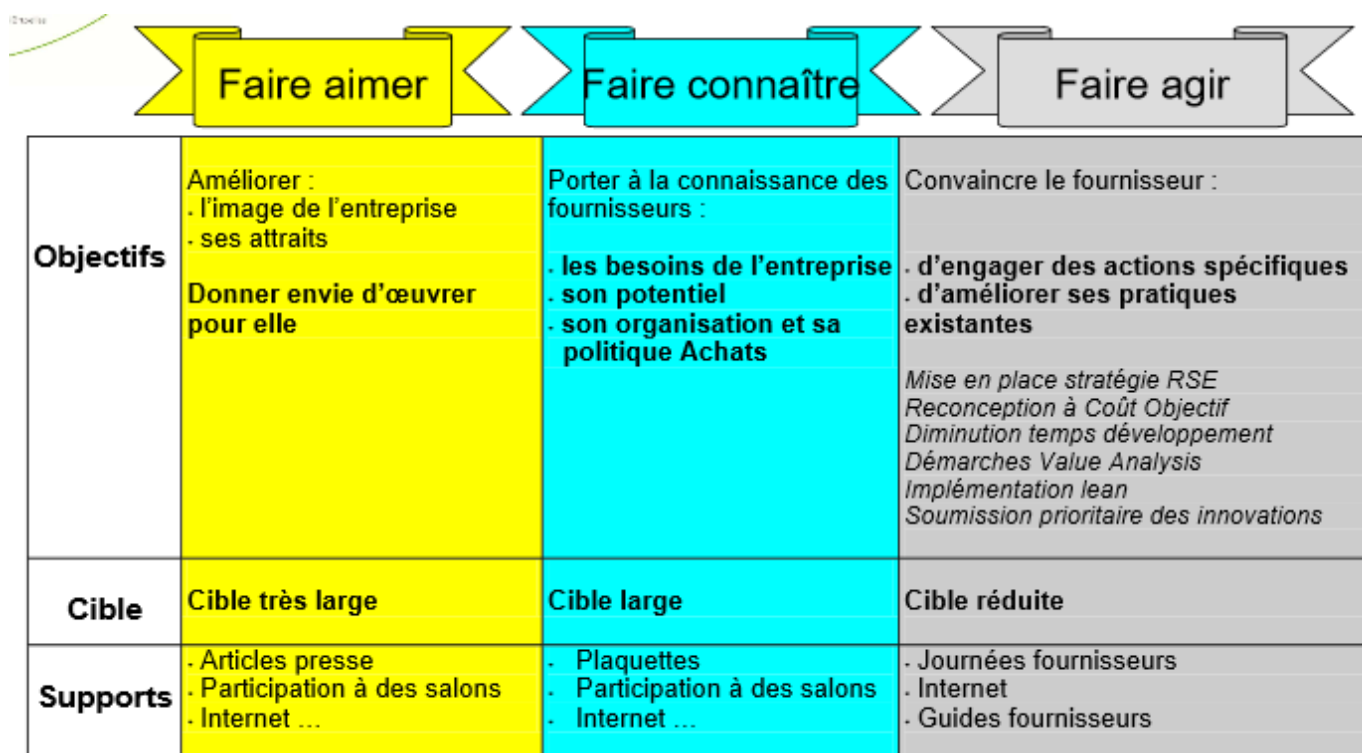 Faire aimer
Faire connaître
Faire agir
Objectifs
Améliorer :
· l'image de l'entreprise
· ses attraits
Donner envie d'œuvrer
pour elle
Porter à la connaissance des
fournisseurs :
· les besoins de l'entreprise
· son potentiel
· son organisation et sa
politique Achats
Convaincre le fournisseur :
· d'engager des actions spécifiques
· d'améliorer ses pratiques
existantes
Mise en place stratégie RSE
Reconception à Coût Objectif
Diminution temps développement
Démarches Value Analysis
Implémentation lean
Soumission prioritaire des innovations
Cible
Cible très large
Cible large
Cible réduite
Supports
· Articles presse
· Participation à des salons
· Internet ...
· Plaquettes
· Participation à des salons
· Internet ...
· Journées fournisseurs
· Internet
· Guides fournisseurs